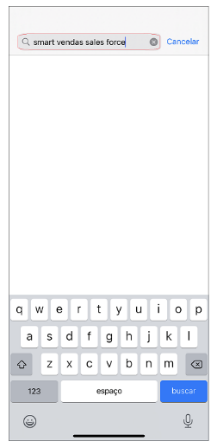 smart vendas sales force Cancelar
q w e r t y u i o p
a s d f g h j k l
z x c v b n m
123 espaço buscar